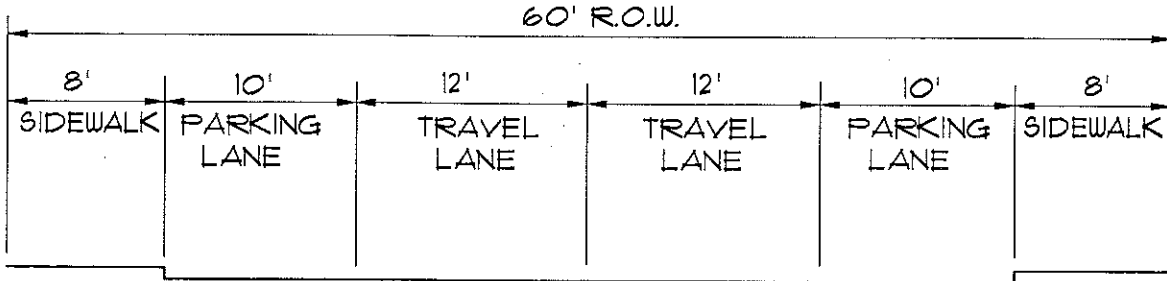 60' R.O.W.
8' 10' 12' 12' 10' 8'
SIDEWALK PARKING TRAVEL TRAVEL PARKING SIDEWALK
LANE LANE LANE LANE